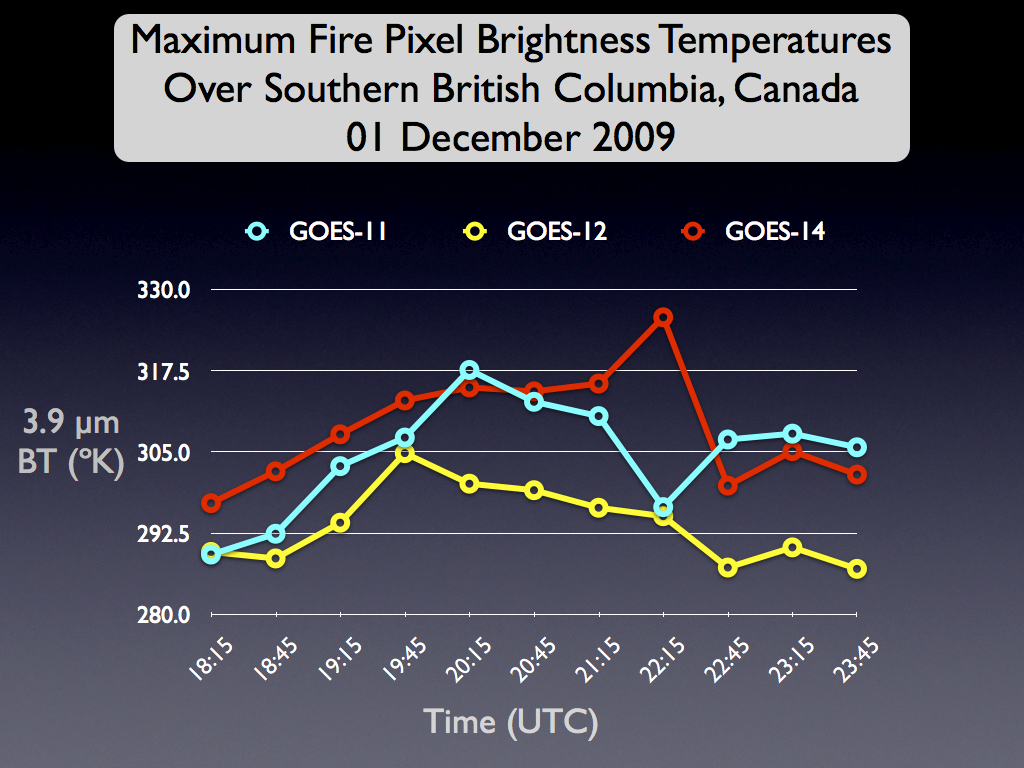 Maximum Fire Pixel Brightness Temperatures
Over Southern British Columbia, Canada
01 December 2009
GOES-11 GOES-12 GOES-14
330.0
317.5
305.0
292.5
280.0
3.9 µm
BT (ºK)
18:15 18:45 19:15 19:45 20:15 20:45 21:15 22:15 22:45 23:15 23:45
Time (UTC)